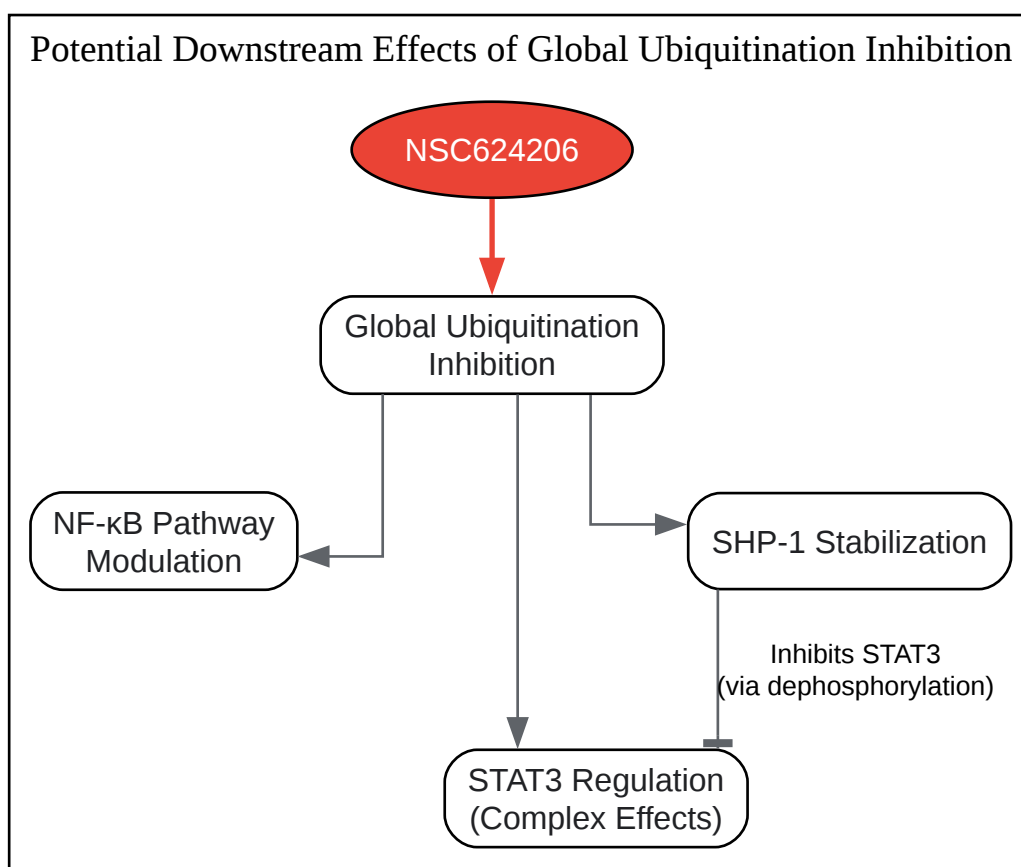 Potential Downstream Effects of Global Ubiquitination Inhibition
NSC624206
Global Ubiquitination
Inhibition
NF-κB Pathway
Modulation
SHP-1 Stabilization
Inhibits STAT3
(via dephosphorylation)
STAT3 Regulation
(Complex Effects)